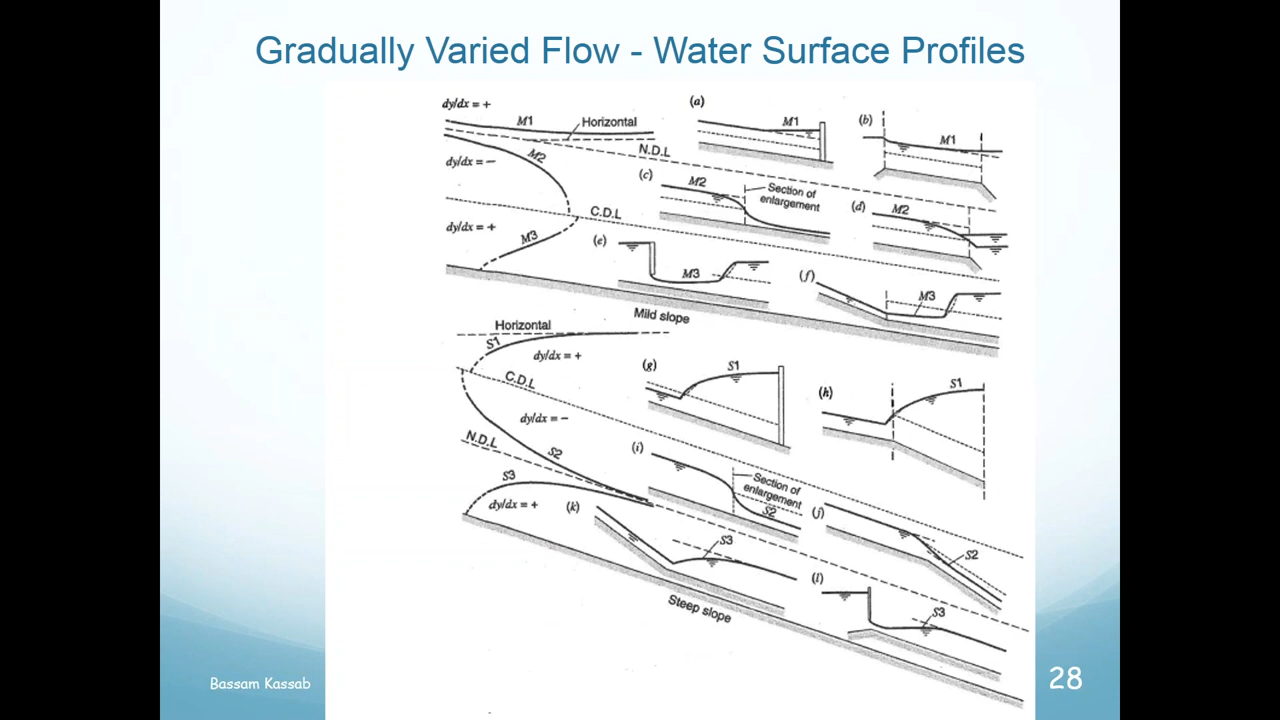 Gradually Varied Flow - Water Surface Profiles
dy/dx = +
M1
Horizontal
N.D.L
M2
dy/dx = −
C.D.L
dy/dx = +
M3
Mild slope
(a)
M1
(b)
M1
(c)
M2
Section of
enlargement
(d)
M2
(e)
M3
(f)
M3
Horizontal
S1
dy/dx = +
C.D.L
dy/dx = −
N.D.L
S2
S3
dy/dx = +
Steep slope
(g)
S1
(h)
S1
(i)
Section of
enlargement
S2
(j)
S2
(k)
S3
(l)
S3
Bassam Kassab
28